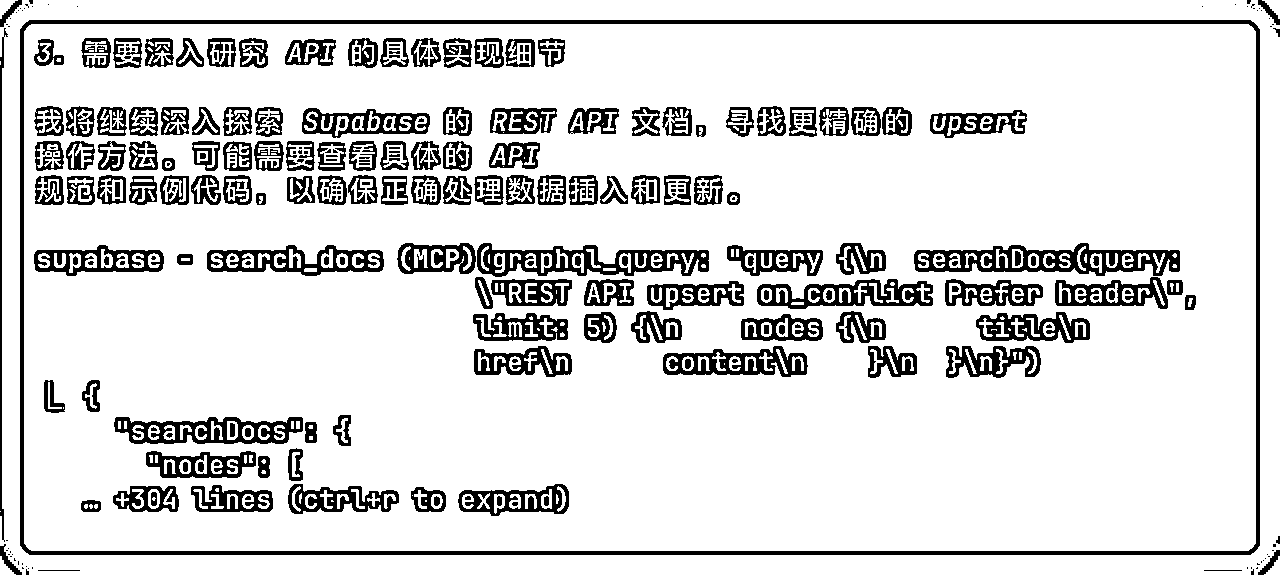 3. 需要深入研究 API 的具体实现细节
我将继续深入探索 Supabase 的 REST API 文档，寻找更精确的 upsert
操作方法。可能需要查看具体的 API
规范和示例代码，以确保正确处理数据插入和更新。
supabase - search_docs (MCP)(graphql_query: "query {\n  searchDocs(query:
\"REST API upsert on_conflict Prefer header\",
limit: 5) {\n    nodes {\n      title\n
href\n      content\n    }\n  }\n}")
⎿ {
"searchDocs": {
"nodes": [
… +304 lines (ctrl+r to expand)